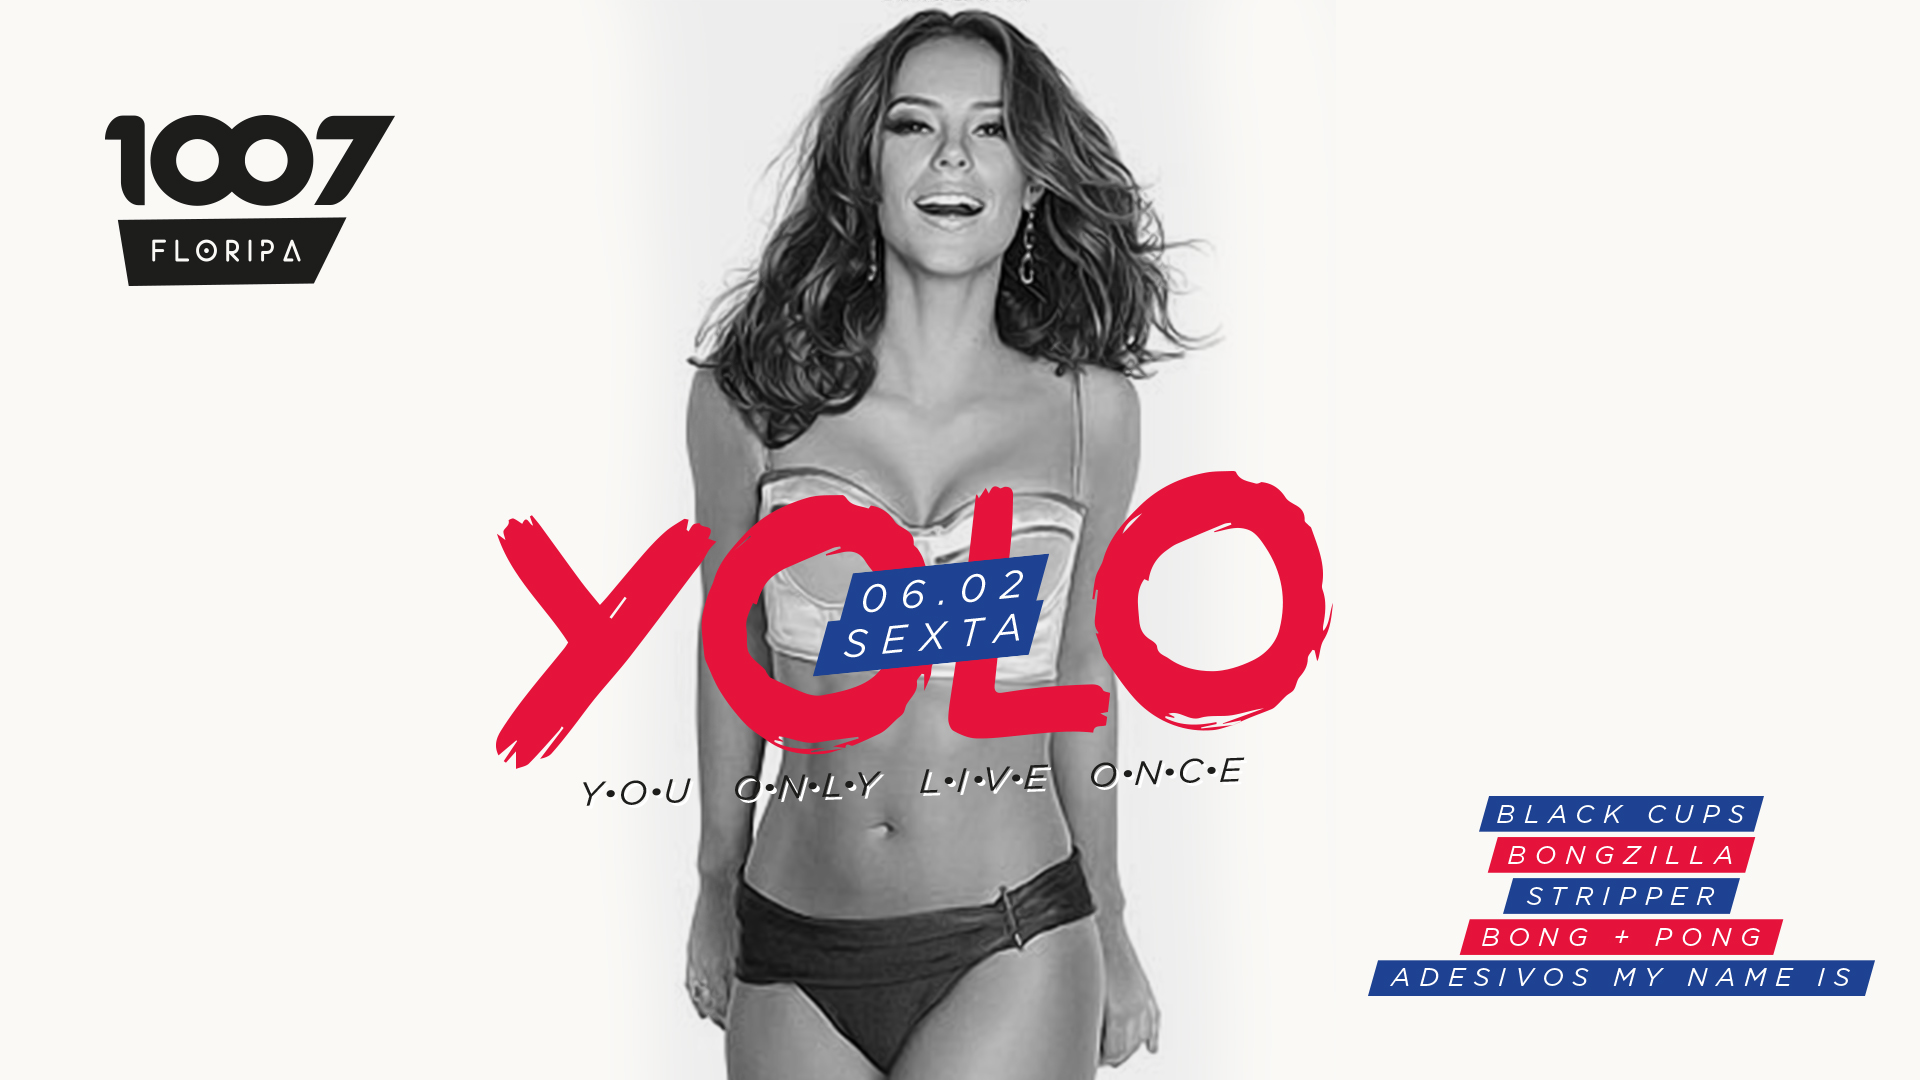 1007
FLORIPA
YOLO
06.02
SEXTA
Y•O•U O•N•L•Y L•I•V•E O•N•C•E
BLACK CUPS
BONGZILLA
STRIPPER
BONG + PONG
ADESIVOS MY NAME IS